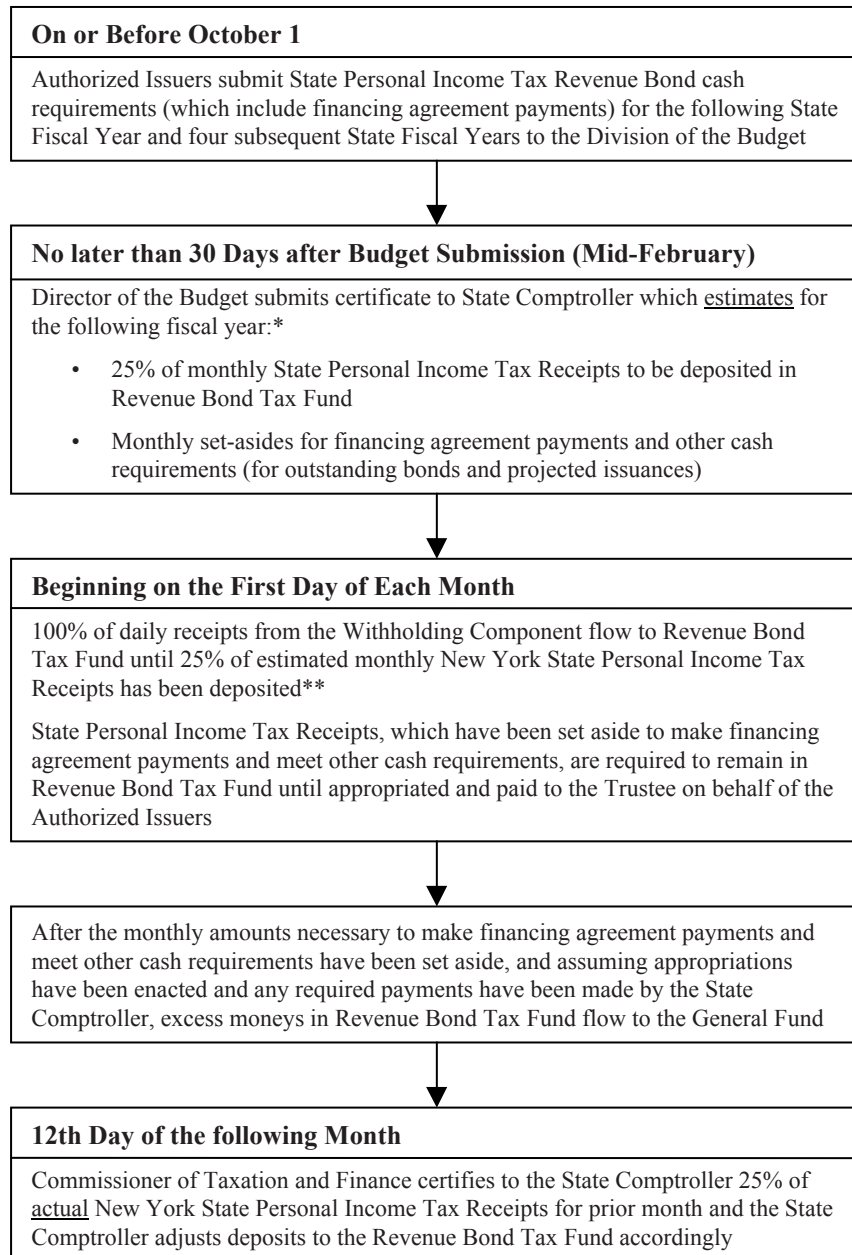 On or Before October 1
Authorized Issuers submit State Personal Income Tax Revenue Bond cash
requirements (which include financing agreement payments) for the following State
Fiscal Year and four subsequent State Fiscal Years to the Division of the Budget
No later than 30 Days after Budget Submission (Mid-February)
Director of the Budget submits certificate to State Comptroller which estimates for
the following fiscal year:*
• 25% of monthly State Personal Income Tax Receipts to be deposited in
Revenue Bond Tax Fund
• Monthly set-asides for financing agreement payments and other cash
requirements (for outstanding bonds and projected issuances)
Beginning on the First Day of Each Month
100% of daily receipts from the Withholding Component flow to Revenue Bond
Tax Fund until 25% of estimated monthly New York State Personal Income Tax
Receipts has been deposited**
State Personal Income Tax Receipts, which have been set aside to make financing
agreement payments and meet other cash requirements, are required to remain in
Revenue Bond Tax Fund until appropriated and paid to the Trustee on behalf of the
Authorized Issuers
After the monthly amounts necessary to make financing agreement payments and
meet other cash requirements have been set aside, and assuming appropriations
have been enacted and any required payments have been made by the State
Comptroller, excess moneys in Revenue Bond Tax Fund flow to the General Fund
12th Day of the following Month
Commissioner of Taxation and Finance certifies to the State Comptroller 25% of
actual New York State Personal Income Tax Receipts for prior month and the State
Comptroller adjusts deposits to the Revenue Bond Tax Fund accordingly